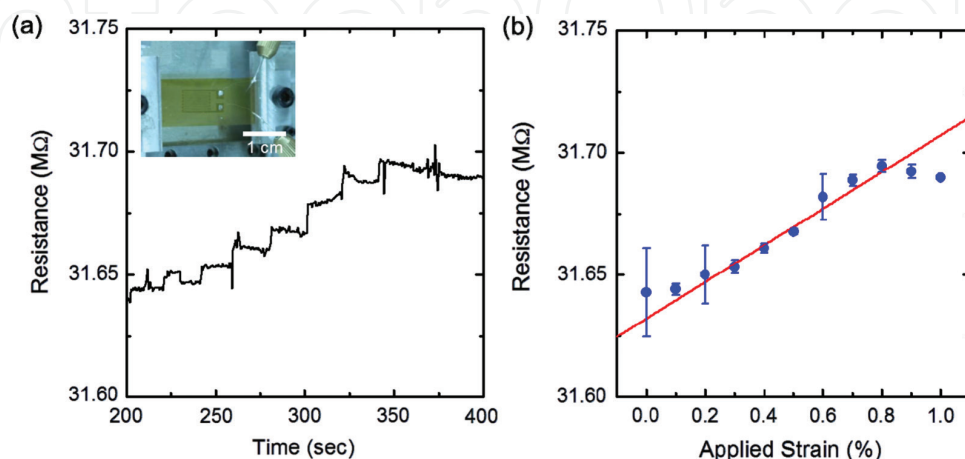 (a)
31.75
31.70
31.65
31.60
Resistance (MΩ)
200
250
300
350
400
Time (sec)
1 cm
(b)
31.75
31.70
31.65
31.60
Resistance (MΩ)
0.0
0.2
0.4
0.6
0.8
1.0
Applied Strain (%)